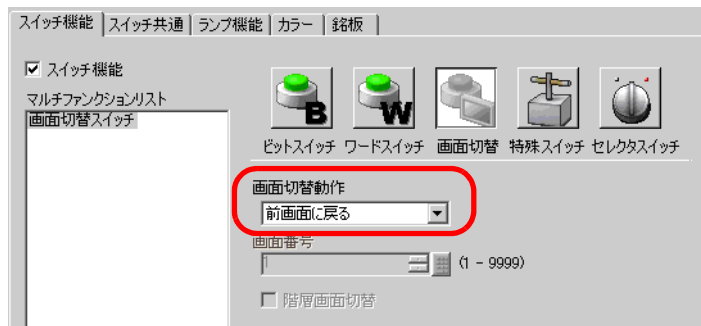 スイッチ機能 スイッチ共通 ランプ機能 カラー 銘板
スイッチ機能
マルチファンクションリスト
画面切替スイッチ
B W
ビットスイッチ ワードスイッチ 画面切替 特殊スイッチ セレクタスイッチ
画面切替動作
前画面に戻る
画面番号
1 (1 - 9999)
階層画面切替